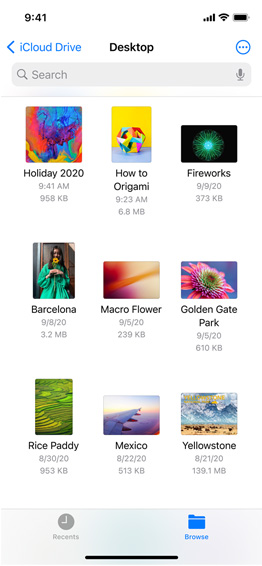 9:41
iCloud Drive
Desktop
Search
Holiday 2020
9:41 AM
958 KB
How to
Origami
9:23 AM
6.8 MB
Fireworks
9/9/20
373 KB
Barcelona
9/8/20
3.2 MB
Macro Flower
9/5/20
239 KB
Golden Gate
Park
9/5/20
610 KB
Rice Paddy
8/30/20
953 KB
Mexico
8/22/20
513 KB
Yellowstone
8/21/20
139.1 MB
Recents
Browse